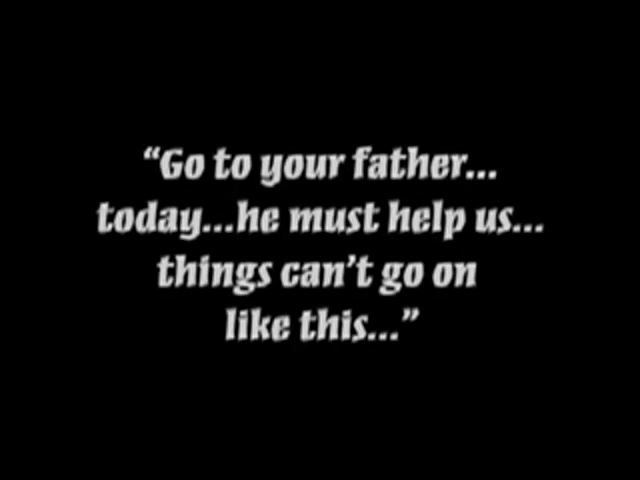 “Go to your father...
today...he must help us...
things can’t go on
like this...”